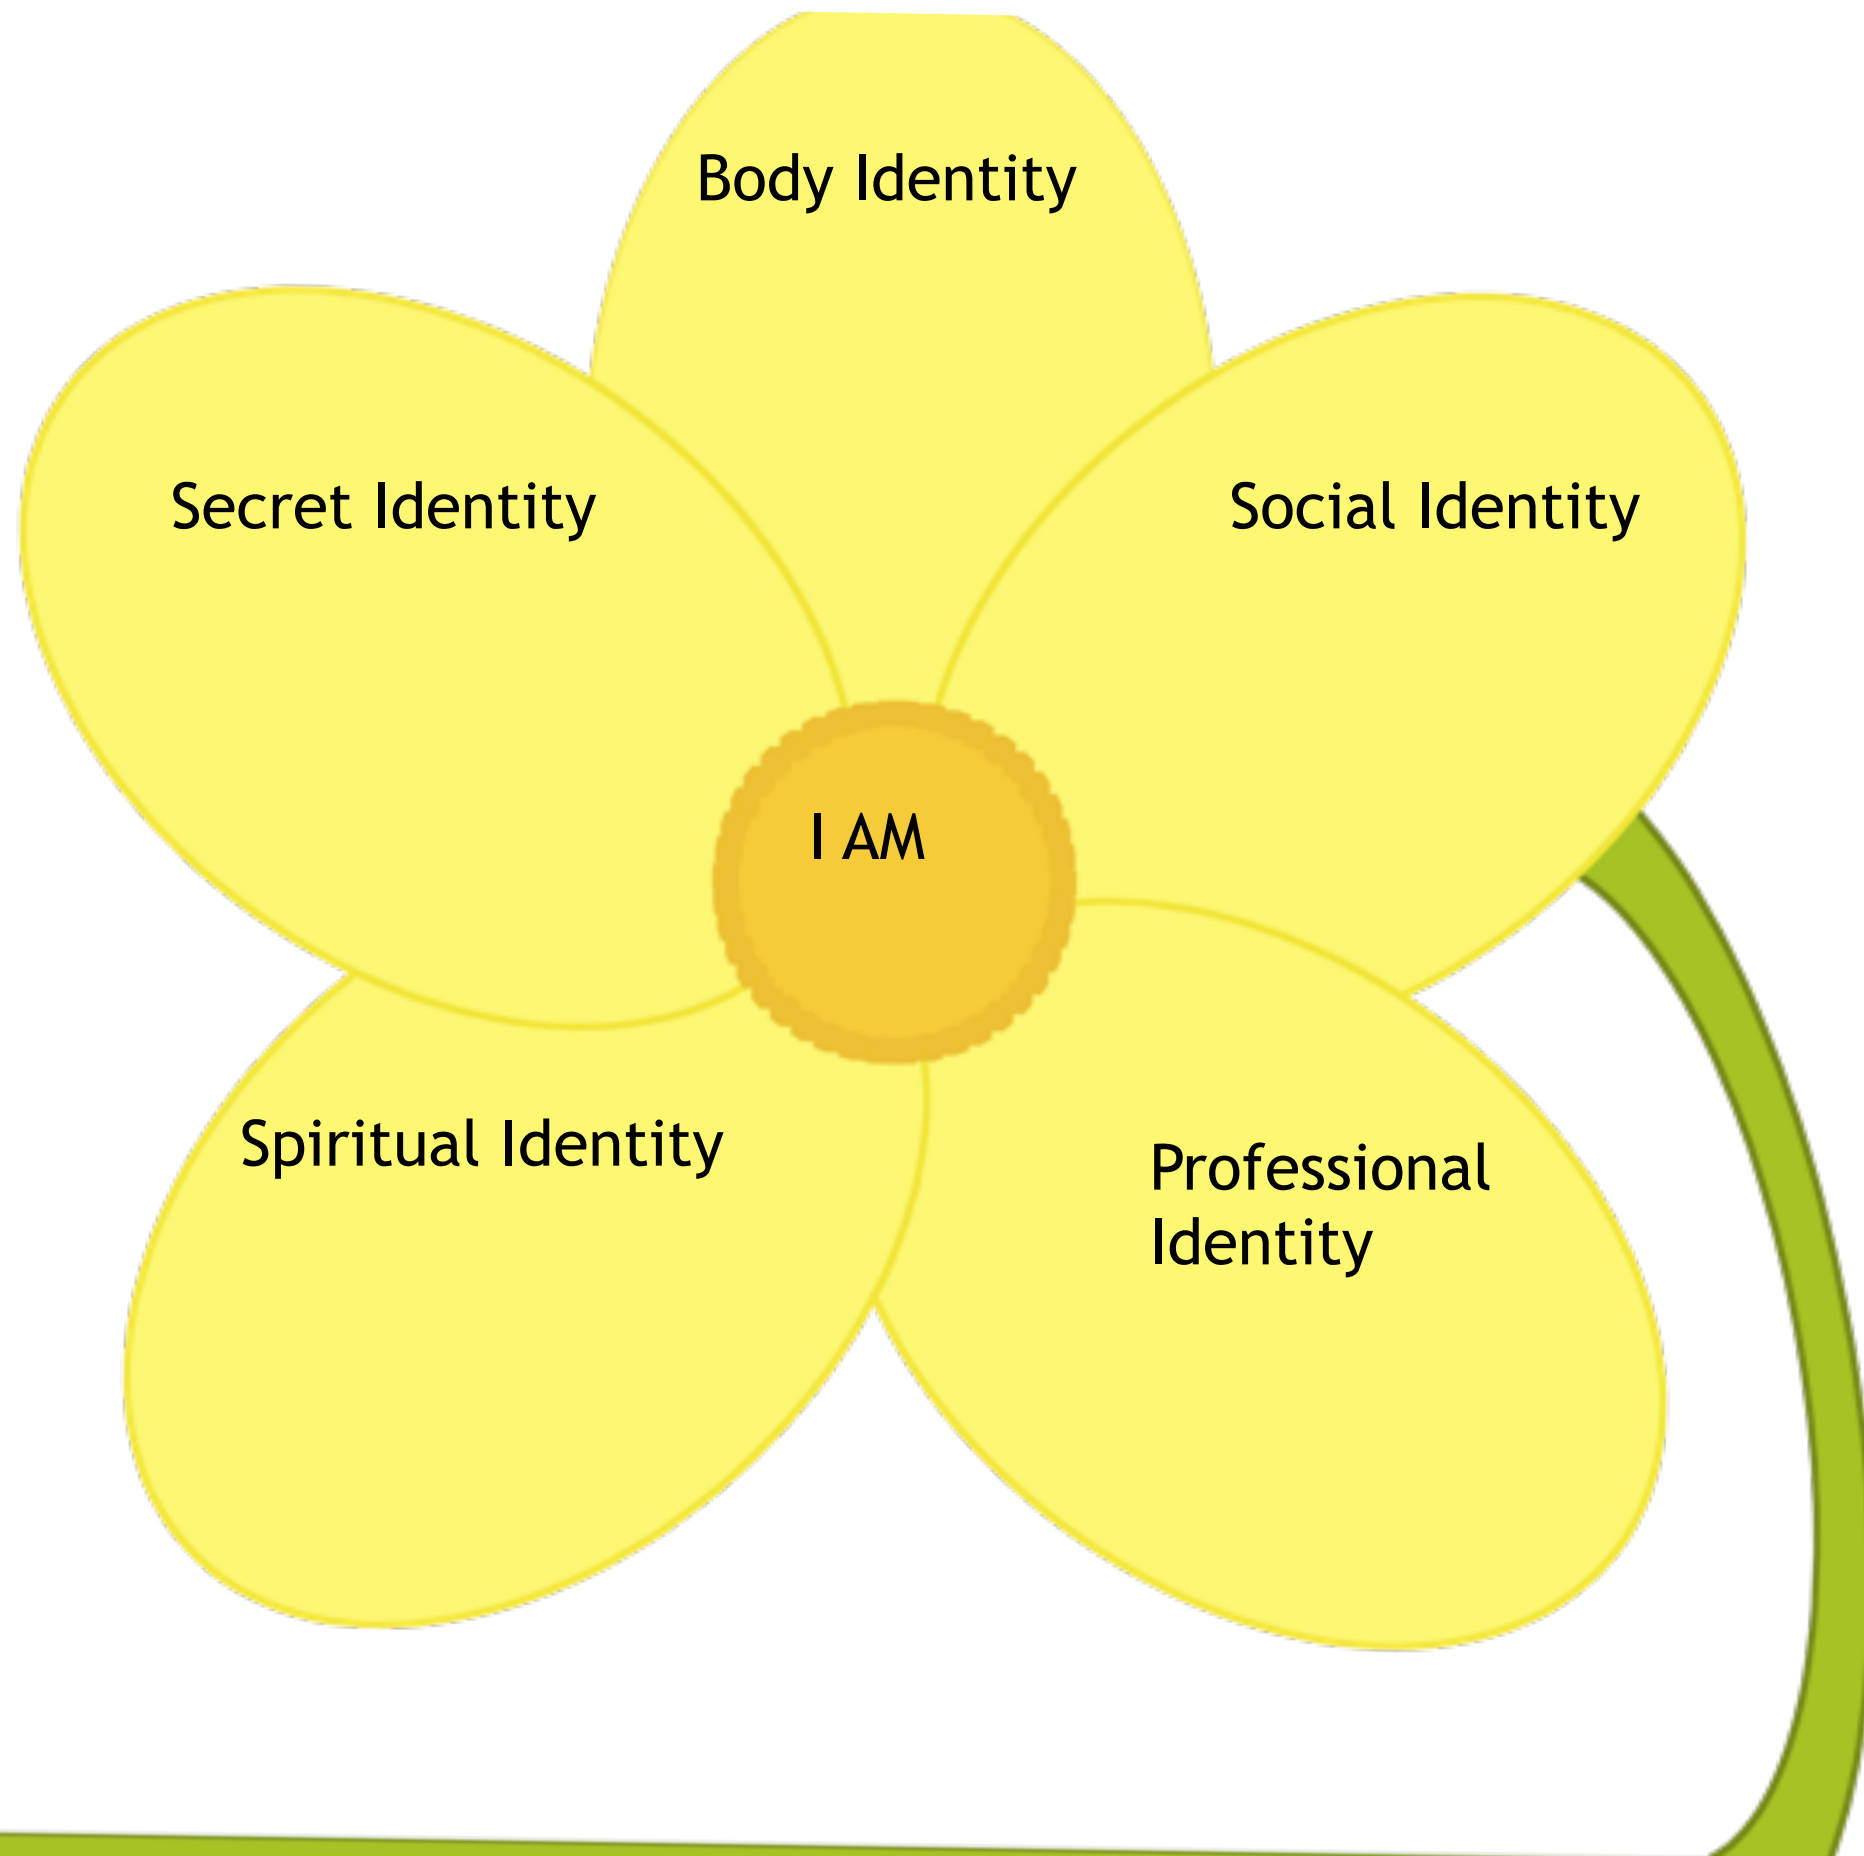 Body Identity
Secret Identity
Social Identity
I AM
Spiritual Identity
Professional
Identity